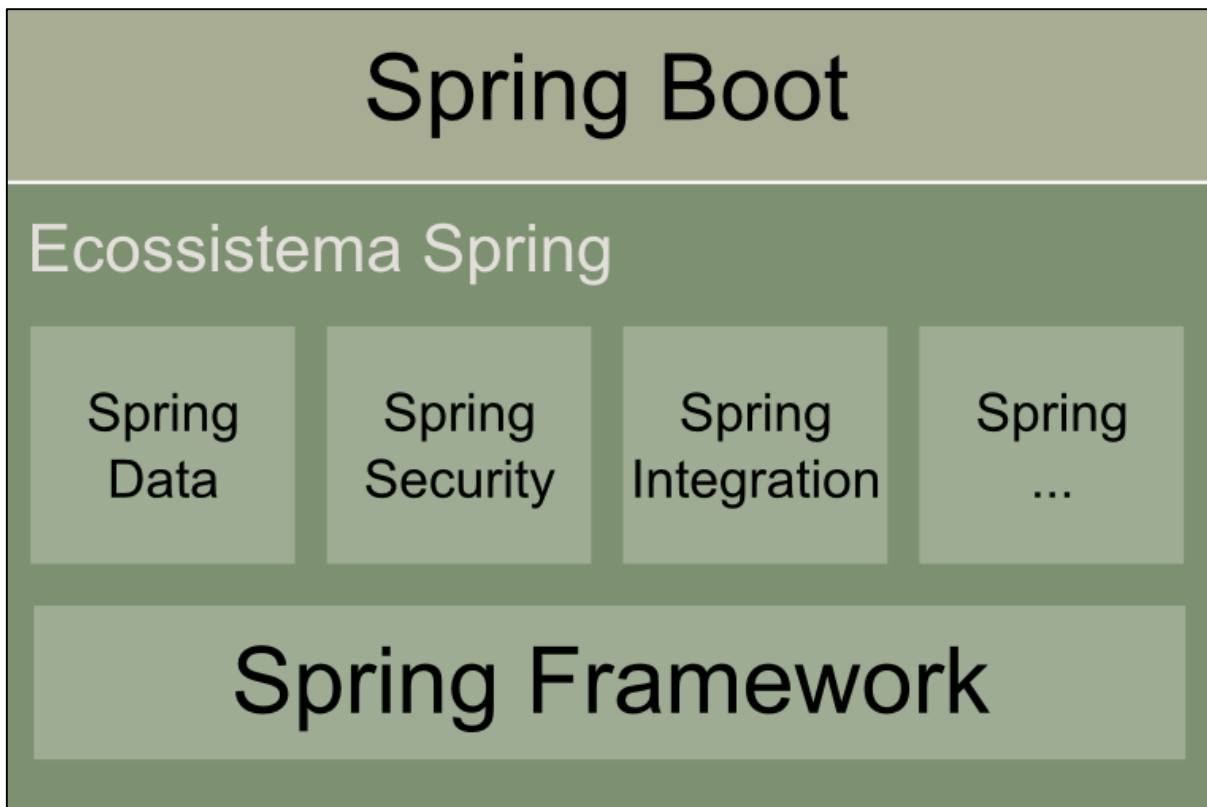 Spring Boot
Ecossistema Spring
Spring
Data
Spring
Security
Spring
Integration
Spring
...
Spring Framework